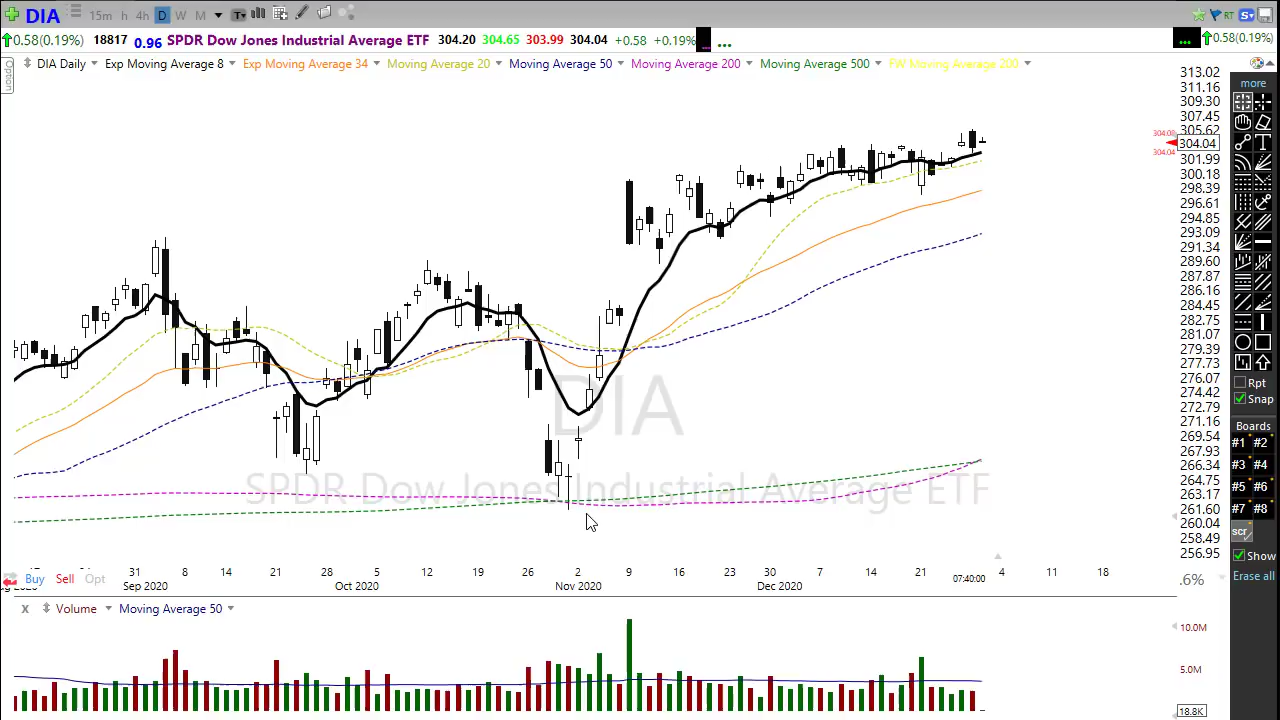 DIA 15m h 4h D W M T RT S
0.58(0.19%) 18817 0.96 SPDR Dow Jones Industrial Average ETF 304.20 304.65 303.99 304.04 +0.58 +0.19% ... ... 0.58(0.19%)
Option
DIA Daily Exp Moving Average 8 Exp Moving Average 34 Moving Average 20 Moving Average 50 Moving Average 200 Moving Average 500 FW Moving Average 200
more
313.02
311.16
309.30
307.45
305.62
304.08
304.04
304.04
301.99
300.18
298.39
296.61
294.85
293.09
291.34
289.60
287.87
286.16
284.45
282.75
281.07
279.39
277.73
276.07
274.42
272.79
271.16
269.54
267.93
266.34
264.75
263.17
261.60
260.04
258.49
256.95
Rpt
Snap
Boards
#1 #2
#3 #4
#5 #6
#7 #8
scr
Show
Erase all
DIA
SPDR Dow Jones Industrial Average ETF
31 8 14 21 28 5 12 19 26 2 9 16 23 30 7 14 21 07:40:00 4 11 18
Sep 2020 Oct 2020 Nov 2020 Dec 2020
Buy Sell Opt
.6%
X Volume Moving Average 50
10.0M
5.0M
18.8K